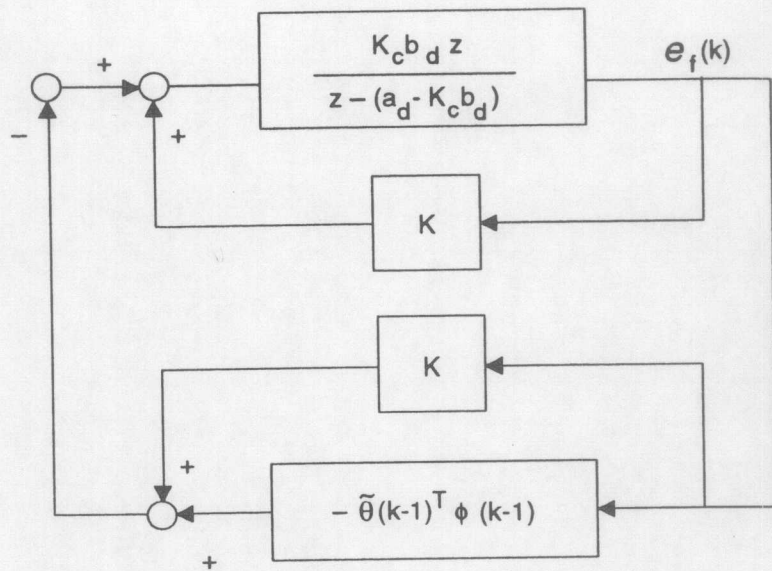 K_c b_d z
z – (a_d - K_c b_d)
e_f(k)
+
+
–
+
K
K
+
- θ̃(k-1)^T ϕ (k-1)
+